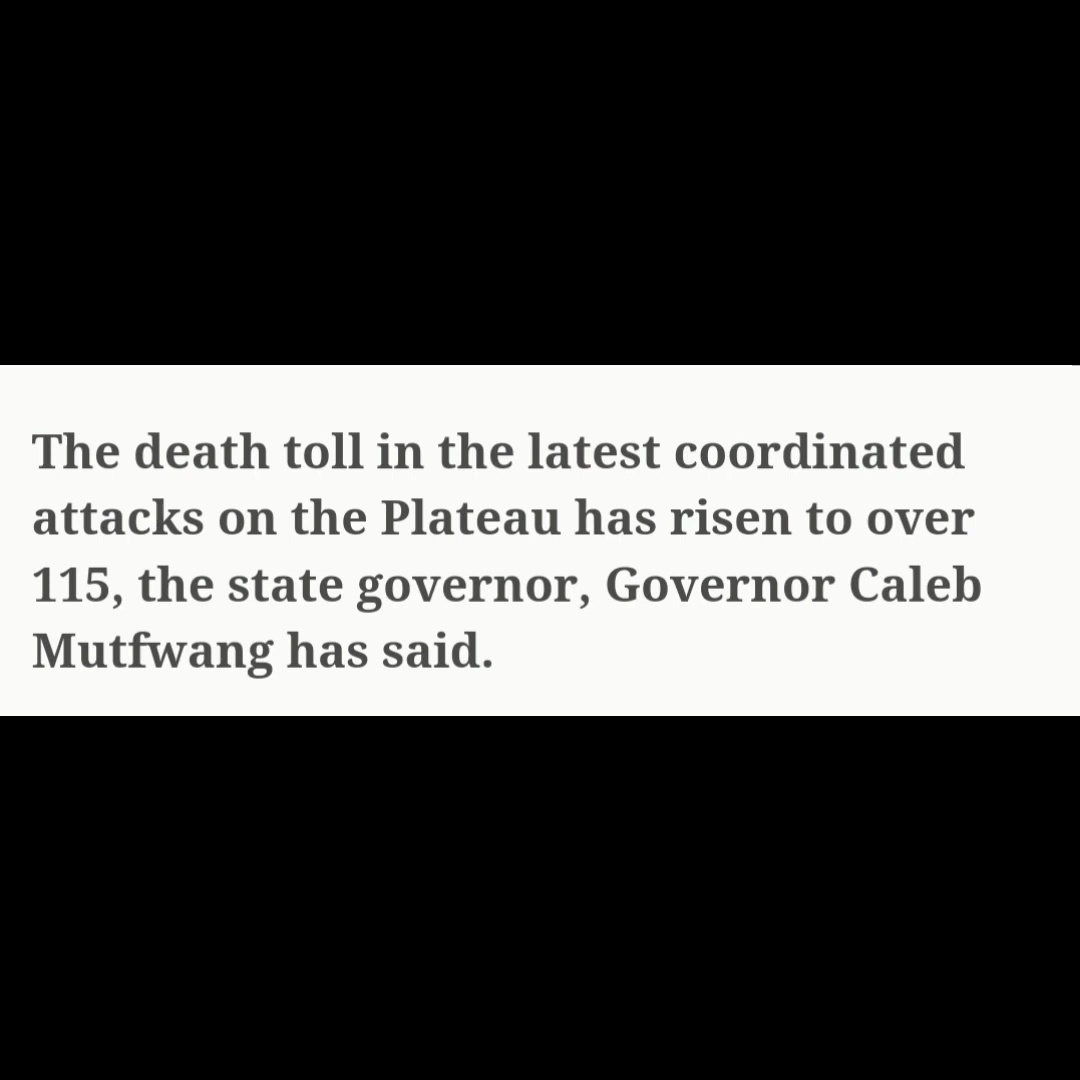 The death toll in the latest coordinated
attacks on the Plateau has risen to over
115, the state governor, Governor Caleb
Mutfwang has said.